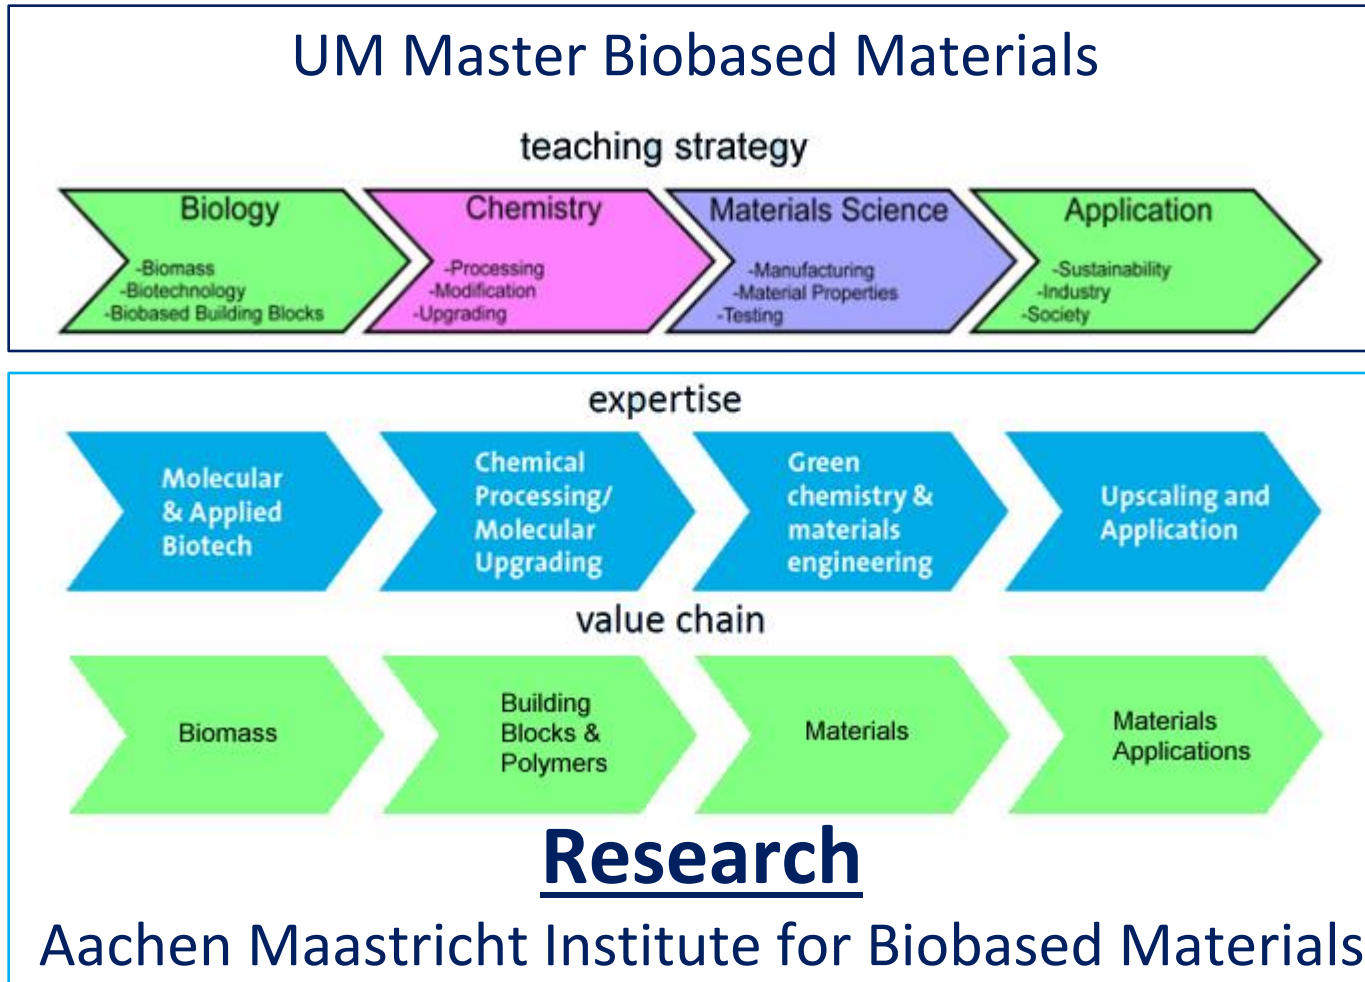 UM Master Biobased Materials
teaching strategy
Biology
-Biomass
-Biotechnology
-Biobased Building Blocks
Chemistry
-Processing
-Modification
-Upgrading
Materials Science
-Manufacturing
-Material Properties
-Testing
Application
-Sustainability
-Industry
-Society
expertise
Molecular
& Applied
Biotech
Chemical
Processing/
Molecular
Upgrading
Green
chemistry &
materials
engineering
Upscaling and
Application
value chain
Biomass
Building
Blocks &
Polymers
Materials
Materials
Applications
Research
Aachen Maastricht Institute for Biobased Materials